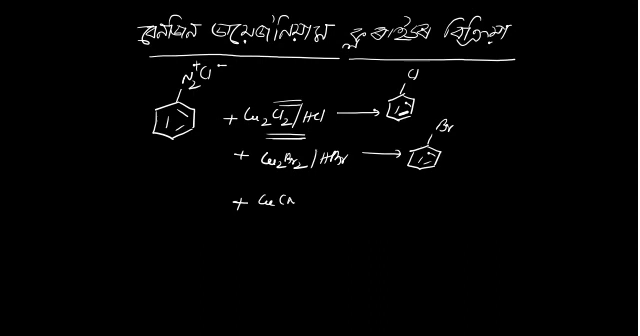 বেনজিন ডায়েজোনিয়াম ক্লোরাইডের বিক্রিয়া
N₂⁺Cl⁻
Cl
+ Cu₂Cl₂/HCl →
Br
+ Cu₂Br₂/HBr →
+ CuCN